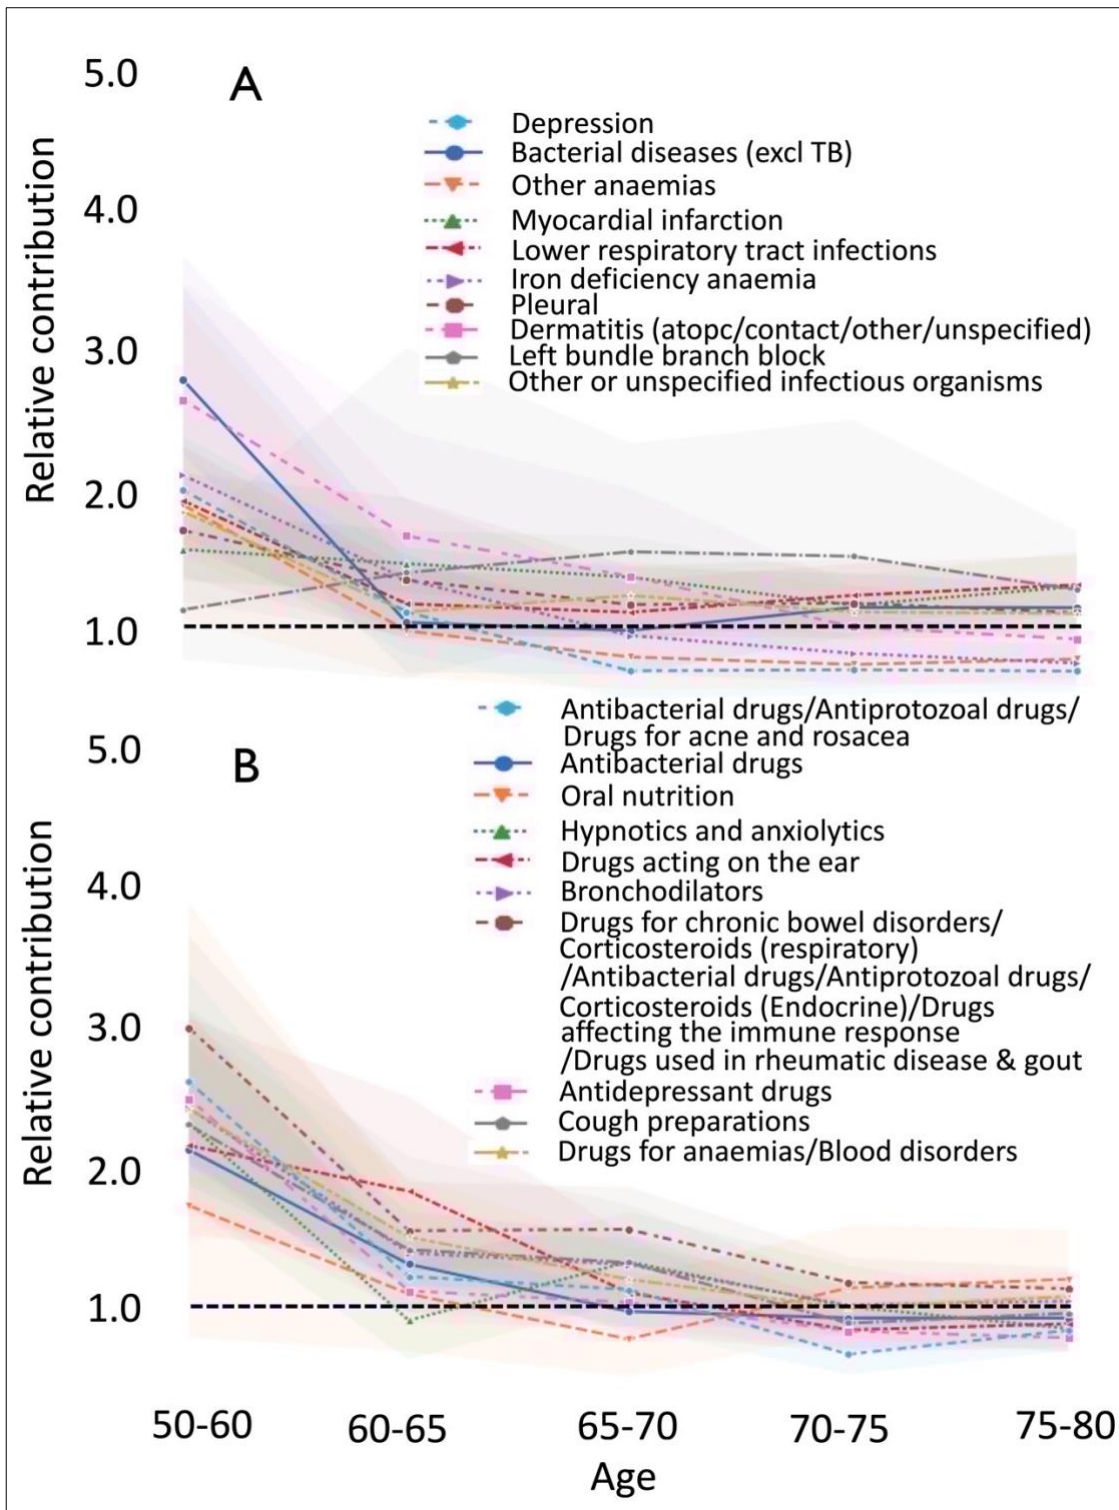 A
5.0
4.0
3.0
2.0
1.0
Relative contribution
Depression
Bacterial diseases (excl TB)
Other anaemias
Myocardial infarction
Lower respiratory tract infections
Iron deficiency anaemia
Pleural
Dermatitis (atopc/contact/other/unspecified)
Left bundle branch block
Other or unspecified infectious organisms
B
5.0
4.0
3.0
2.0
1.0
Relative contribution
Antibacterial drugs/Antiprotozoal drugs/
Drugs for acne and rosacea
Antibacterial drugs
Oral nutrition
Hypnotics and anxiolytics
Drugs acting on the ear
Bronchodilators
Drugs for chronic bowel disorders/
Corticosteroids (respiratory)
/Antibacterial drugs/Antiprotozoal drugs/
Corticosteroids (Endocrine)/Drugs
affecting the immune response
/Drugs used in rheumatic disease & gout
Antidepressant drugs
Cough preparations
Drugs for anaemias/Blood disorders
50-60 60-65 65-70 70-75 75-80
Age